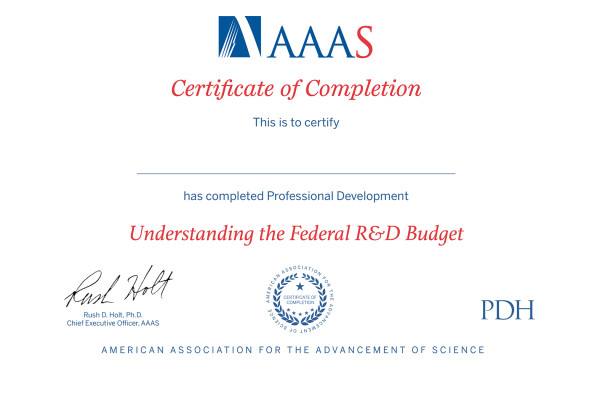 AAAS
Certificate of Completion
This is to certify
has completed Professional Development
Understanding the Federal R&D Budget
Rush Holt
Rush D. Holt, Ph.D.
Chief Executive Officer, AAAS
AMERICAN ASSOCIATION FOR THE ADVANCEMENT OF SCIENCE
CERTIFICATE OF
COMPLETION
PDH
AMERICAN ASSOCIATION FOR THE ADVANCEMENT OF SCIENCE